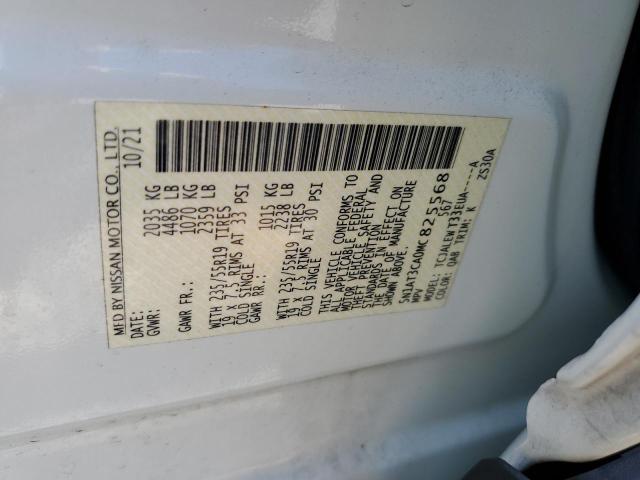 MFD BY NISSAN MOTOR CO., LTD.
DATE: 10/21
GVWR: 2035 KG
4486 LB
GAWR FR.: 1070 KG
2359 LB
WITH 235/55R19 TIRES
19 X 7.5 RIMS AT 33 PSI
COLD SINGLE
GAWR RR.: 1015 KG
2238 LB
WITH 235/55R19 TIRES
19 X 7.5 RIMS AT 30 PSI
COLD SINGLE
THIS VEHICLE CONFORMS TO
ALL APPLICABLE FEDERAL
MOTOR VEHICLE SAFETY AND
THEFT PREVENTION
STANDARDS IN EFFECT ON
THE DATE OF MANUFACTURE
SHOWN ABOVE.
5N1AT3CA0MC825568
MPV 567
MODEL: TCJALEWT33EUA-----A
COLOR: QAB TRIM: K ZS30A